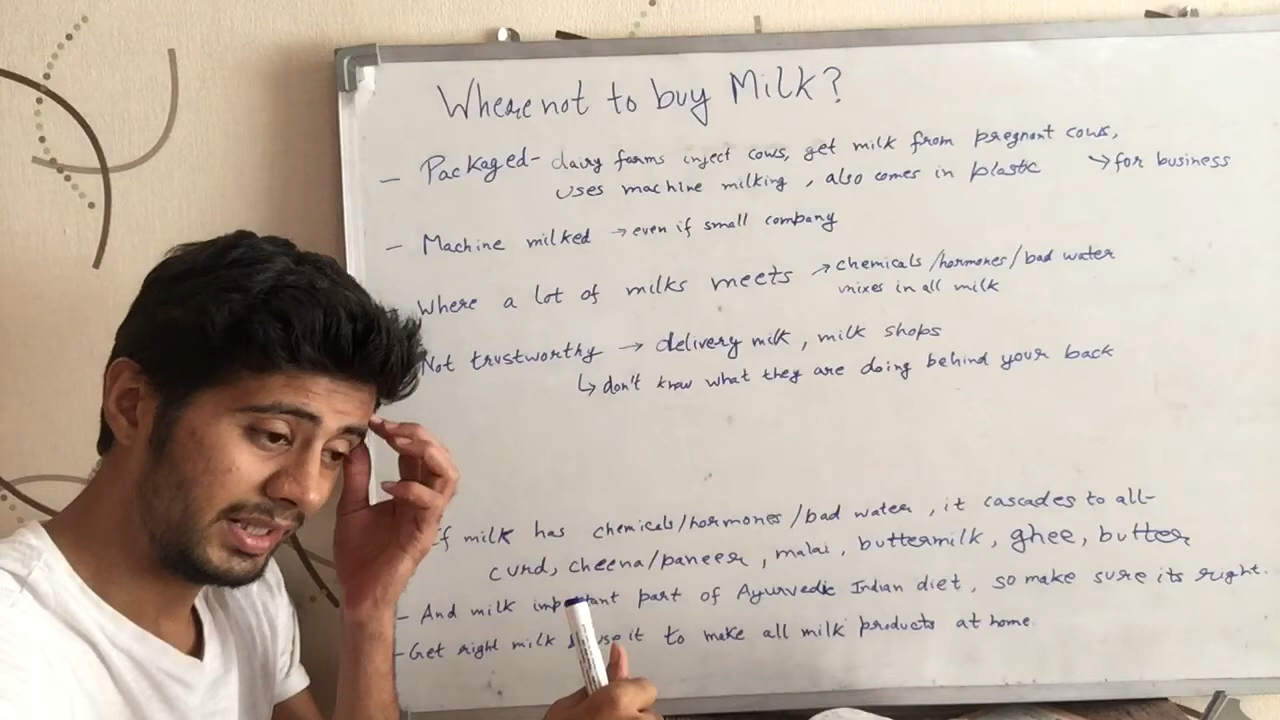 Where not to buy Milk?
- Packaged - dairy farms inject cows, get milk from pregnant cows,
uses machine milking, also comes in plastic → for business
- Machine milked → even if small company
Where a lot of milks meets → chemicals/hormones/bad water
mixes in all milk
Not trustworthy → delivery milk, milk shops
↳ don't know what they are doing behind your back
If milk has chemicals/hormones/bad water, it cascades to all-
curd, cheena/paneer, malai, buttermilk, ghee, butter
- And milk important part of Ayurvedic Indian diet, so make sure its right.
- Get right milk & use it to make all milk products at home.